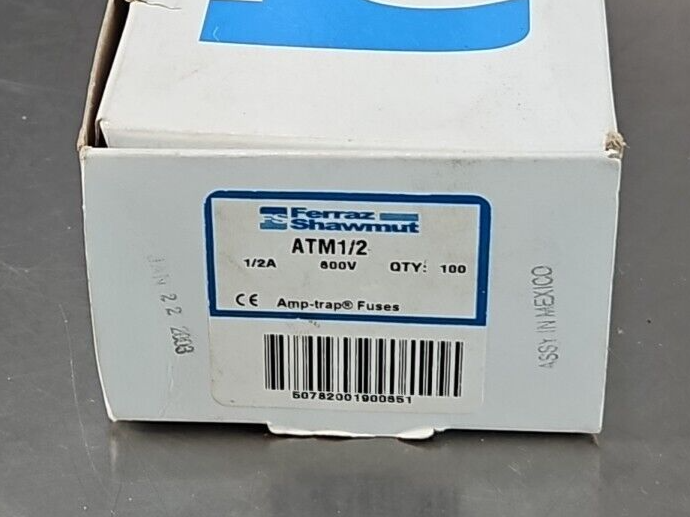 Ferraz
Shawmut
ATM1/2
1/2A 600V QTY: 100
CE Amp-trap® Fuses
50782001900851
JAN 22 2008
ASSY IN MEXICO